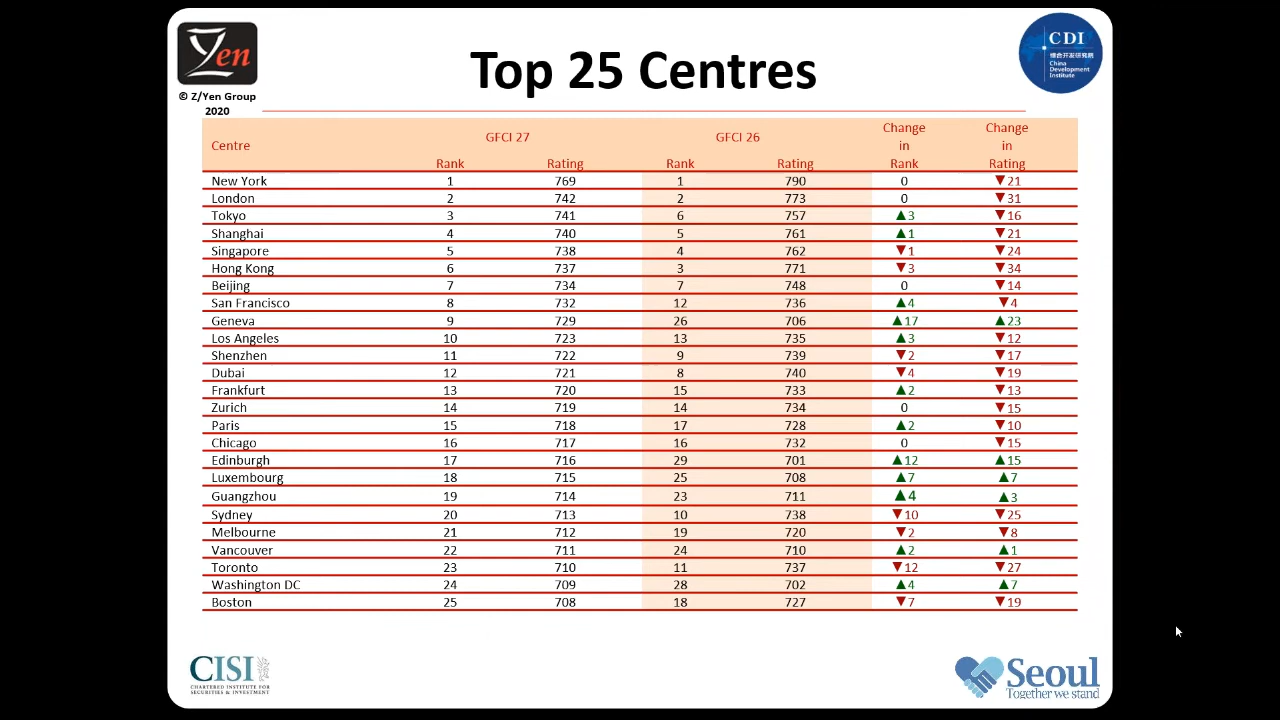 Yen
© Z/Yen Group
2020
Top 25 Centres
CDI
综合开发研究院
China
Development
Institute
Centre GFCI 27 GFCI 26 Change in Rank Change in Rating
Rank Rating Rank Rating
New York 1 769 1 790 0 ▼21
London 2 742 2 773 0 ▼31
Tokyo 3 741 6 757 ▲3 ▼16
Shanghai 4 740 5 761 ▲1 ▼21
Singapore 5 738 4 762 ▼1 ▼24
Hong Kong 6 737 3 771 ▼3 ▼34
Beijing 7 734 7 748 0 ▼14
San Francisco 8 732 12 736 ▲4 ▼4
Geneva 9 729 26 706 ▲17 ▲23
Los Angeles 10 723 13 735 ▲3 ▼12
Shenzhen 11 722 9 739 ▼2 ▼17
Dubai 12 721 8 740 ▼4 ▼19
Frankfurt 13 720 15 733 ▲2 ▼13
Zurich 14 719 14 734 0 ▼15
Paris 15 718 17 728 ▲2 ▼10
Chicago 16 717 16 732 0 ▼15
Edinburgh 17 716 29 701 ▲12 ▲15
Luxembourg 18 715 25 708 ▲7 ▲7
Guangzhou 19 714 23 711 ▲4 ▲3
Sydney 20 713 10 738 ▼10 ▼25
Melbourne 21 712 19 720 ▼2 ▼8
Vancouver 22 711 24 710 ▲2 ▲1
Toronto 23 710 11 737 ▼12 ▼27
Washington DC 24 709 28 702 ▲4 ▲7
Boston 25 708 18 727 ▼7 ▼19
CISI
CHARTERED INSTITUTE FOR
SECURITIES & INVESTMENT
Seoul
Together we stand